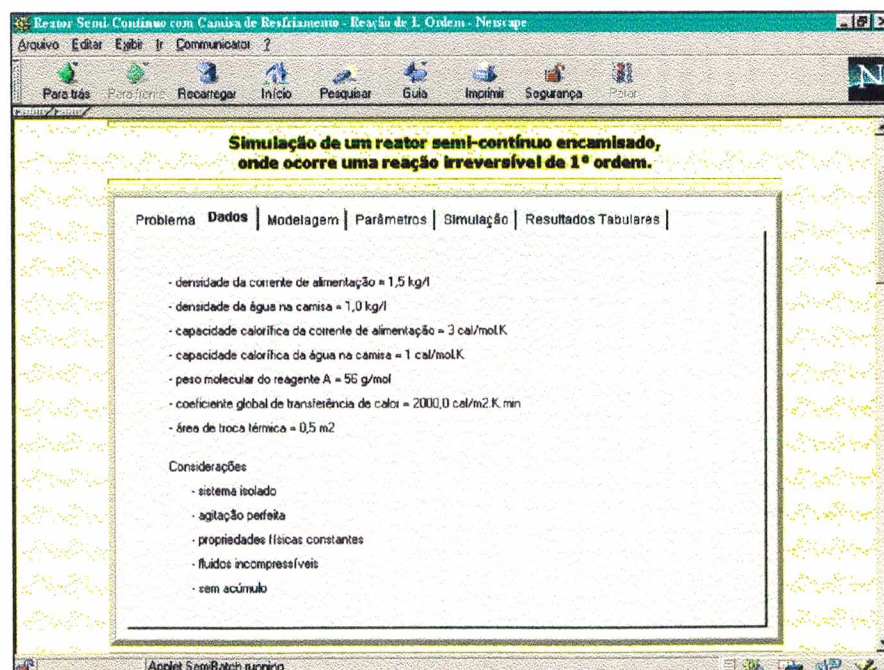 Reator Semi-Contínuo com Camisa de Resfriamento - Reação de 1. Ordem - Netscape
Arquivo Editar Exibir Ir Communicator ?
Para trás Para frente Recarregar Início Pesquisar Guia Imprimir Segurança Parar
Simulação de um reator semi-contínuo encamisado,
onde ocorre uma reação irreversível de 1ª ordem.
Problema Dados Modelagem Parâmetros Simulação Resultados Tabulares
- densidade da corrente de alimentação = 1,5 kg/l
- densidade da água na camisa = 1,0 kg/l
- capacidade calorífica da corrente de alimentação = 3 cal/mol.K
- capacidade calorífica da água na camisa = 1 cal/mol.K
- peso molecular do reagente A = 56 g/mol
- coeficiente global de transferência de calor = 2000,0 cal/m2.K.min
- área de troca térmica = 0,5 m2
Considerações
- sistema isolado
- agitação perfeita
- propriedades físicas constantes
- fluidos incompressíveis
- sem acúmulo
Applet SemiBatch running